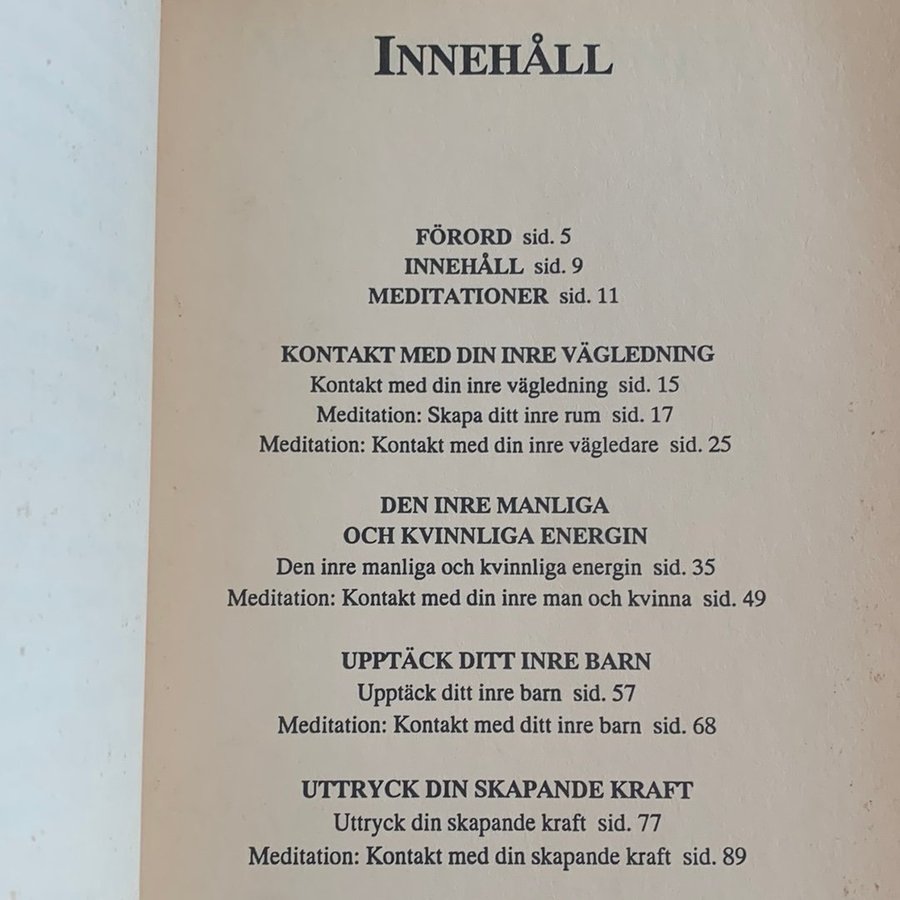 INNEHÅLL
FÖRORD sid. 5
INNEHÅLL sid. 9
MEDITATIONER sid. 11
KONTAKT MED DIN INRE VÄGLEDNING
Kontakt med din inre vägledning sid. 15
Meditation: Skapa ditt inre rum sid. 17
Meditation: Kontakt med din inre vägledare sid. 25
DEN INRE MANLIGA
OCH KVINNLIGA ENERGIN
Den inre manliga och kvinnliga energin sid. 35
Meditation: Kontakt med din inre man och kvinna sid. 49
UPPTÄCK DITT INRE BARN
Upptäck ditt inre barn sid. 57
Meditation: Kontakt med ditt inre barn sid. 68
UTTRYCK DIN SKAPANDE KRAFT
Uttryck din skapande kraft sid. 77
Meditation: Kontakt med din skapande kraft sid. 89